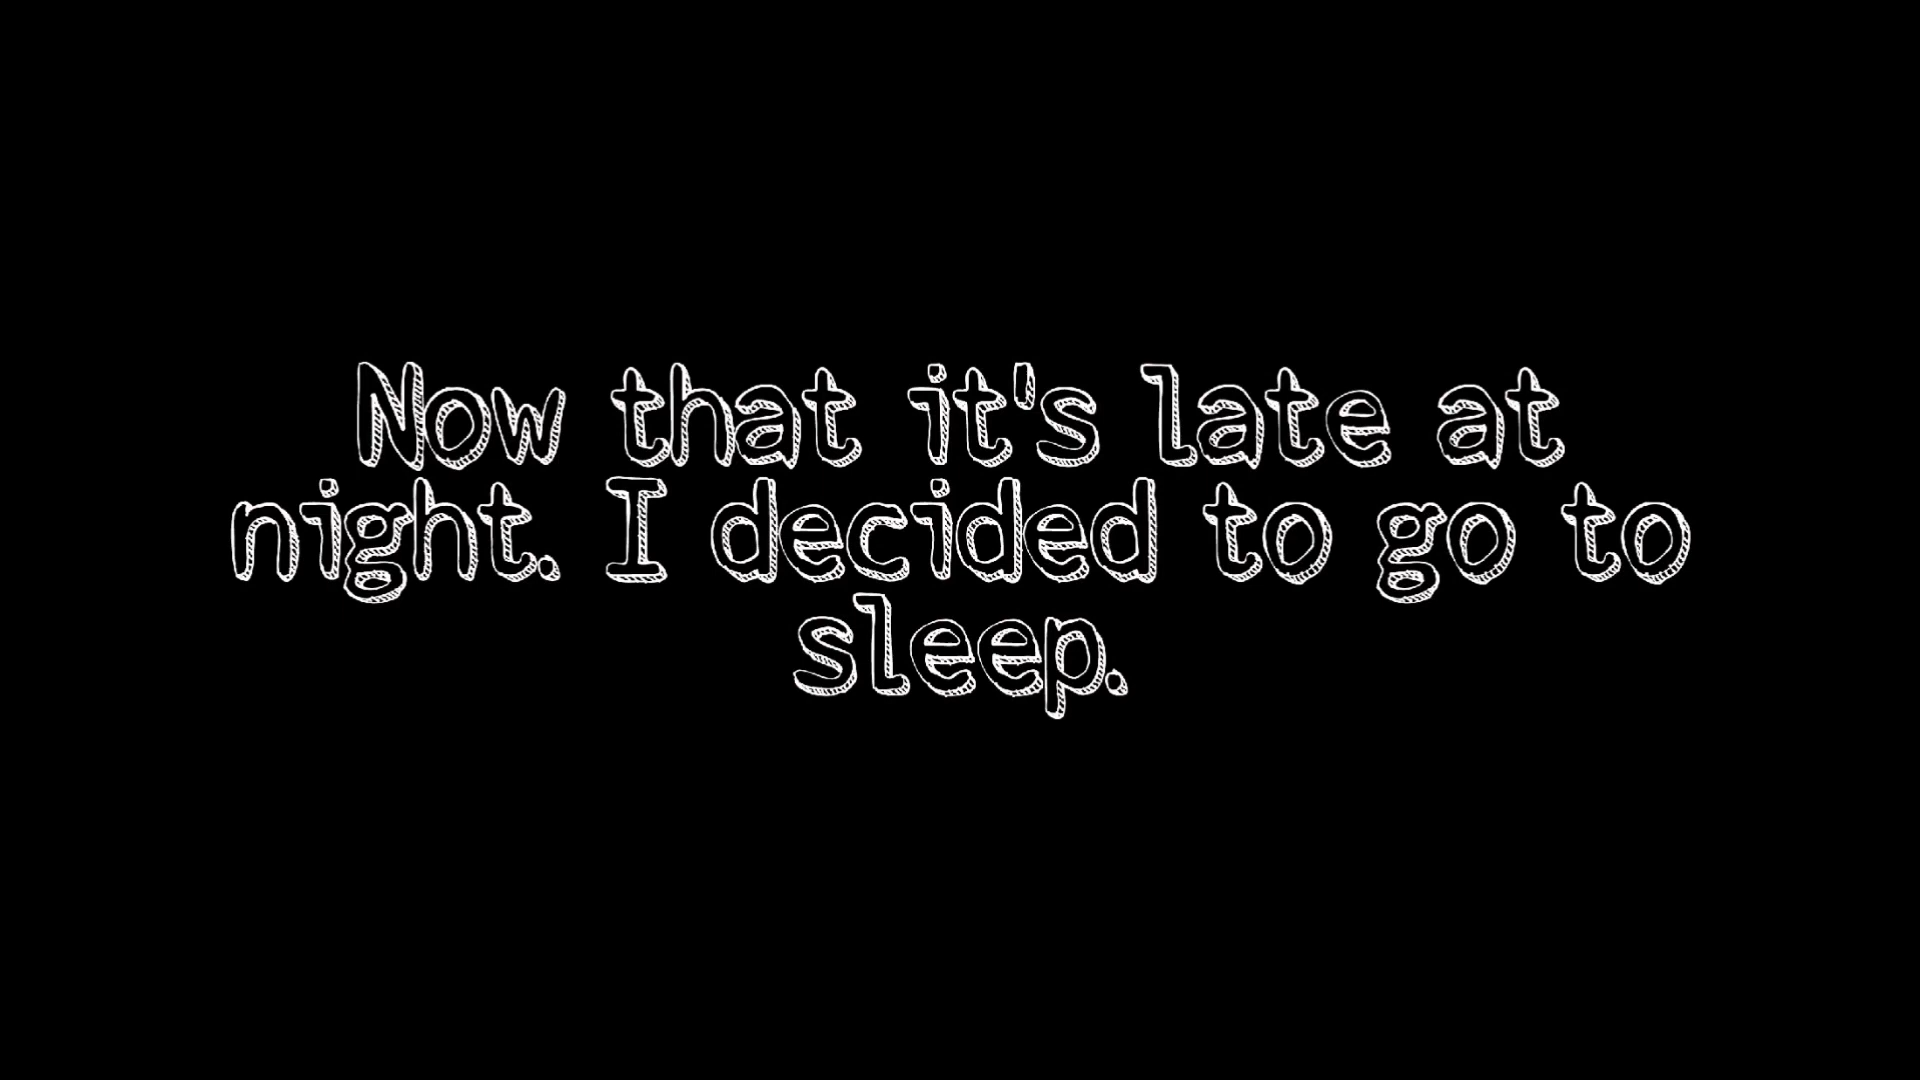 Now that it's late at
night. I decided to go to
sleep.